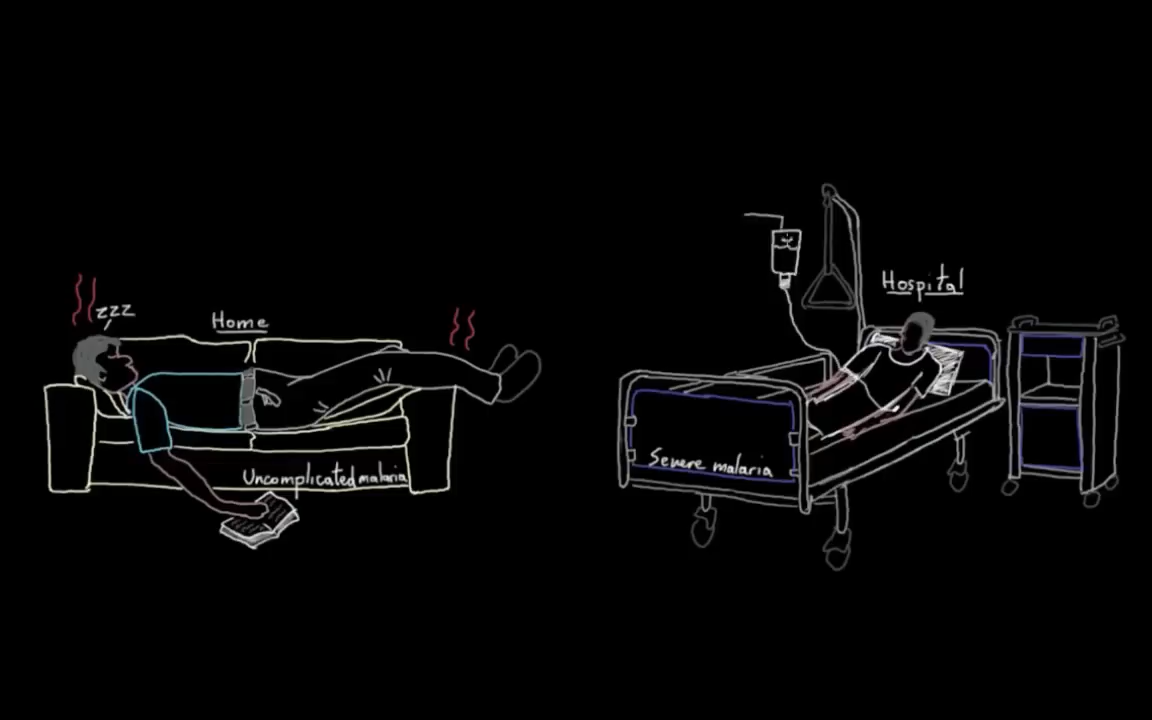 zzz
Home
Uncomplicated malaria
Hospital
Severe malaria